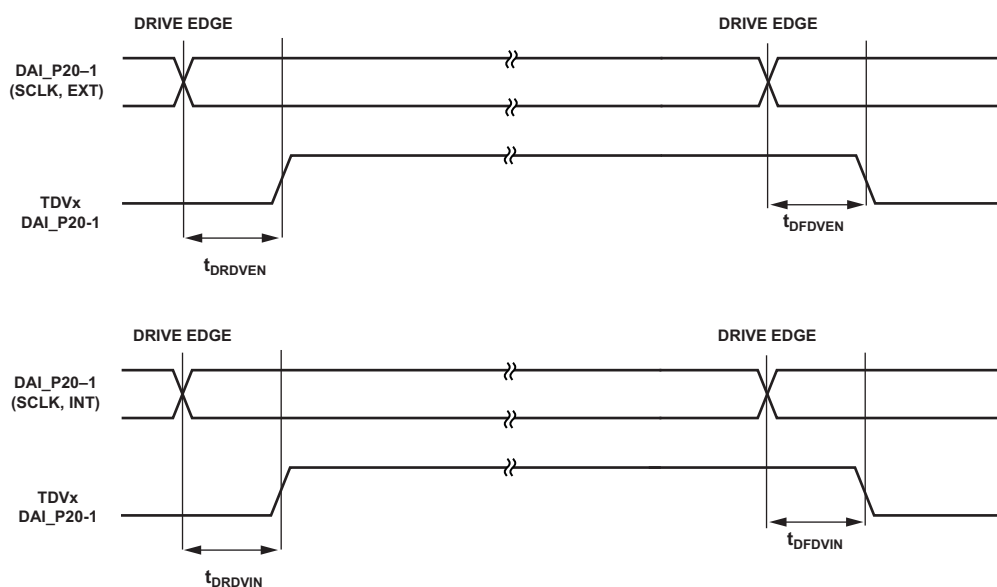 DRIVE EDGE DRIVE EDGE
DAI_P20–1
(SCLK, EXT)
TDVx
DAI_P20-1
tDFDVEN
tDRDVEN
DRIVE EDGE DRIVE EDGE
DAI_P20–1
(SCLK, INT)
TDVx
DAI_P20-1
tDFDVIN
tDRDVIN